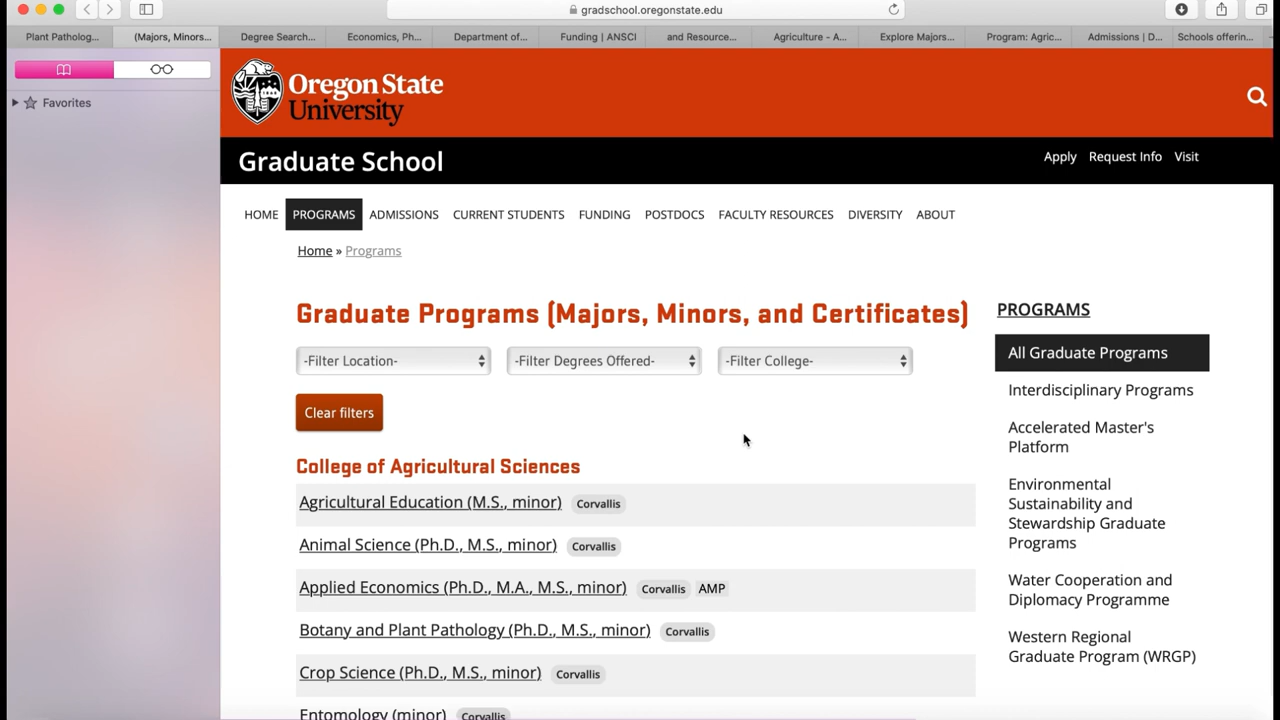 gradschool.oregonstate.edu
Plant Patholog...
(Majors, Minors...
Degree Search...
Economics, Ph...
Department of...
Funding | ANSCI
and Resource...
Agriculture - A...
Explore Majors...
Program: Agric...
Admissions | D...
Schools offerin...
Favorites
Oregon State
University
Graduate School
Apply Request Info Visit
HOME PROGRAMS ADMISSIONS CURRENT STUDENTS FUNDING POSTDOCS FACULTY RESOURCES DIVERSITY ABOUT
Home » Programs
Graduate Programs (Majors, Minors, and Certificates)
-Filter Location- -Filter Degrees Offered- -Filter College-
Clear filters
College of Agricultural Sciences
Agricultural Education (M.S., minor) Corvallis
Animal Science (Ph.D., M.S., minor) Corvallis
Applied Economics (Ph.D., M.A., M.S., minor) Corvallis AMP
Botany and Plant Pathology (Ph.D., M.S., minor) Corvallis
Crop Science (Ph.D., M.S., minor) Corvallis
Entomology (minor) Corvallis
PROGRAMS
All Graduate Programs
Interdisciplinary Programs
Accelerated Master's
Platform
Environmental
Sustainability and
Stewardship Graduate
Programs
Water Cooperation and
Diplomacy Programme
Western Regional
Graduate Program (WRGP)